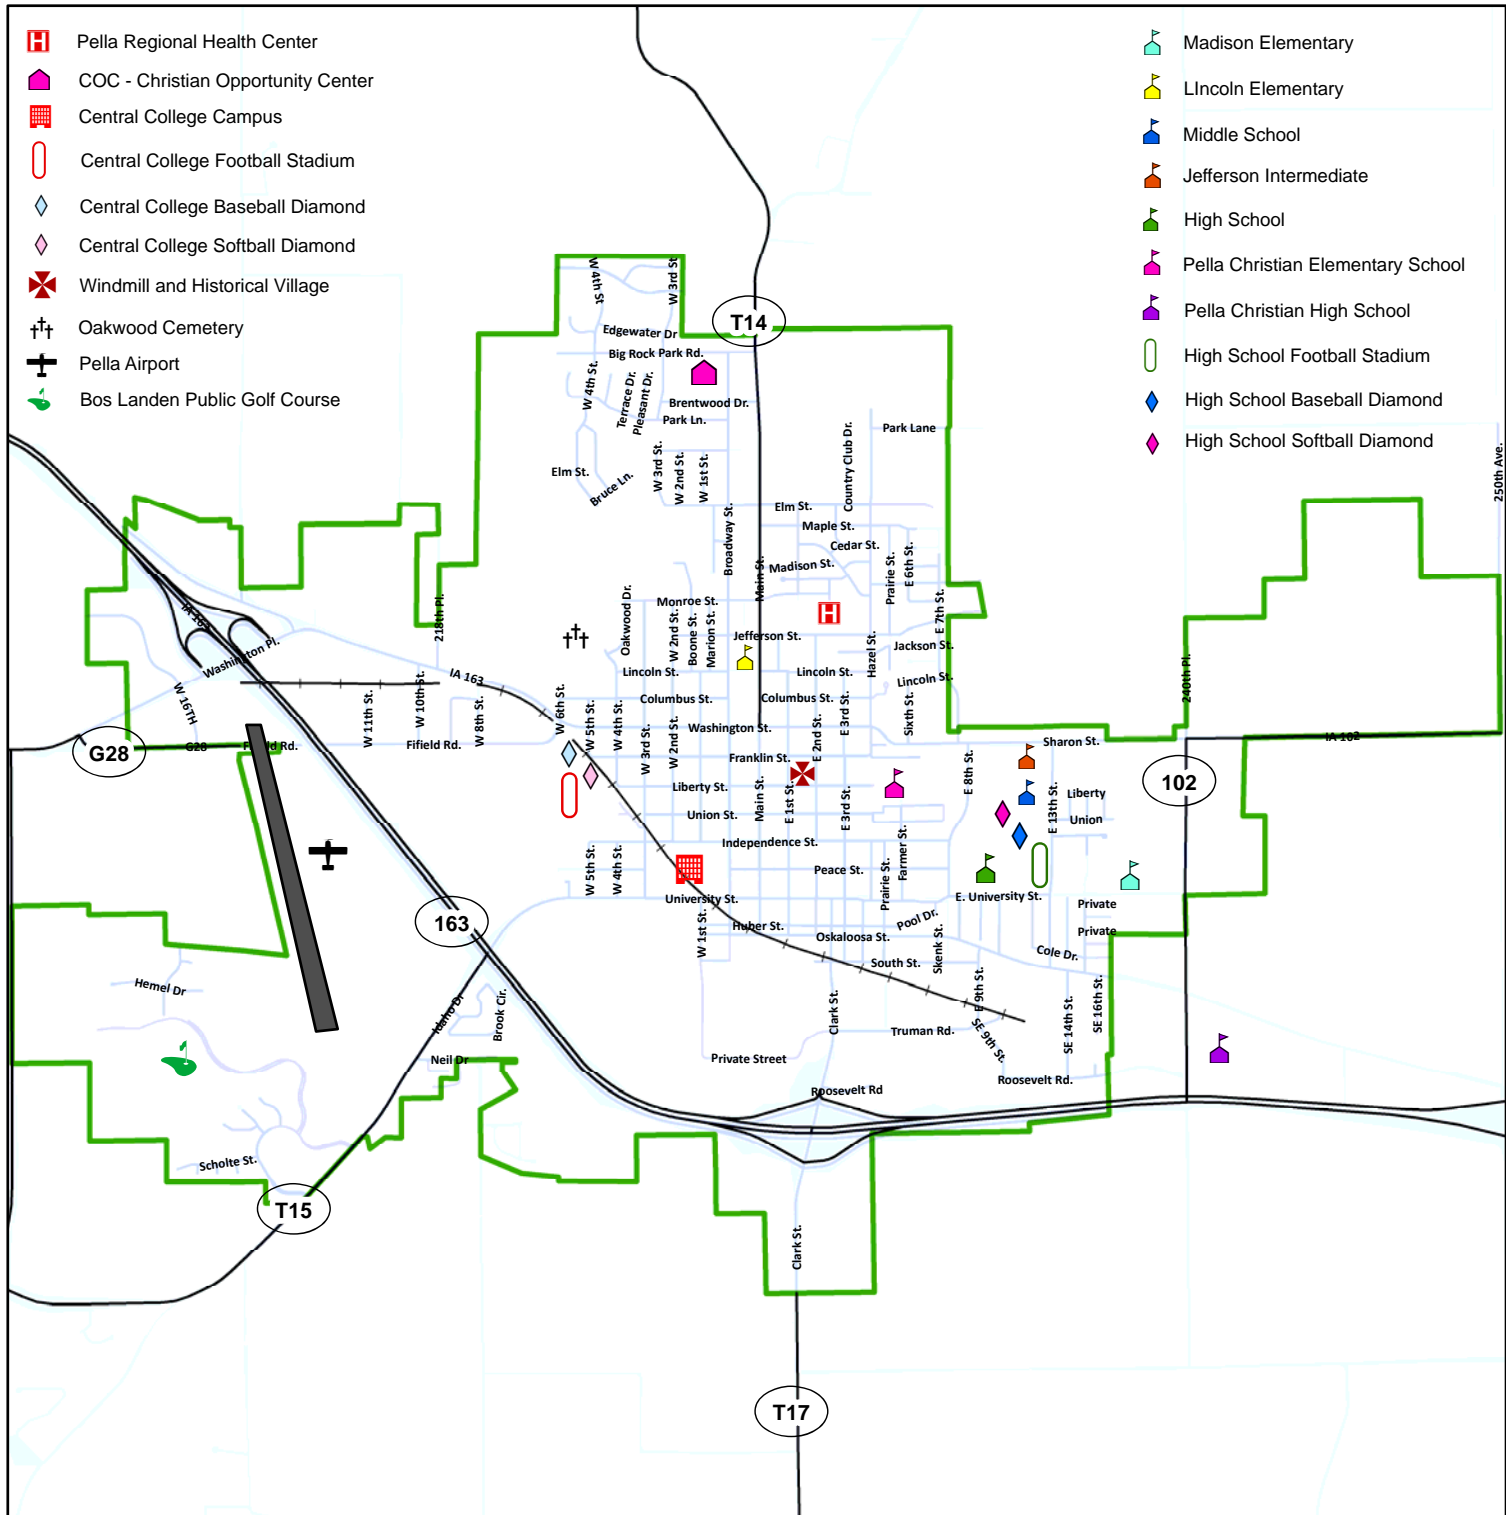 Pella Regional Health Center
COC - Christian Opportunity Center
Central College Campus
Central College Football Stadium
Central College Baseball Diamond
Central College Softball Diamond
Windmill and Historical Village
Oakwood Cemetery
Pella Airport
Bos Landen Public Golf Course
Madison Elementary
LIncoln Elementary
Middle School
Jefferson Intermediate
High School
Pella Christian Elementary School
Pella Christian High School
High School Football Stadium
High School Baseball Diamond
High School Softball Diamond
H
W 4th St
W 3rd St
T14
Edgewater Dr
Big Rock Park Rd.
W 4th St.
Terrace Dr.
Pleasant Dr.
Brentwood Dr.
Park Ln.
Country Club Dr.
Park Lane
250th Ave.
W 3rd St.
W 2nd St.
W 1st St.
Elm St.
Bruce Ln.
Broadway St.
Elm St.
Maple St.
Cedar St.
Main St.
Madison St.
Prairie St.
E 6th St.
Monroe St.
H
E 7th St.
Oakwood Dr.
W 2nd St.
Boone St.
Marion St.
Jefferson St.
Hazel St.
Jackson St.
218th Pl.
IA 163
Washington Pl.
IA 163
Lincoln St.
Lincoln St.
Lincoln St.
240th Pl.
W 16TH
W 11th St.
W 10th St.
W 8th St.
W 6th St.
W 5th St.
W 4th St.
W 3rd St.
W 2nd St.
Columbus St.
Columbus St.
E 3rd St.
Sixth St.
Washington St.
E 2nd St.
G28
G28
Fifield Rd.
Fifield Rd.
Franklin St.
Sharon St.
IA 102
102
Liberty St.
Main St.
E 1st St.
E 3rd St.
E 8th St.
E 13th St.
Liberty
Union
Union St.
Independence St.
W 5th St.
W 4th St.
Peace St.
Prairie St.
Farmer St.
University St.
E. University St.
Private
Private
163
W 1st St.
Huber St.
Oskaloosa St.
Pool Dr.
Skenk St.
Cole Dr.
South St.
Hemel Dr
Idaho Dr
Brook Cir.
Clark St.
E 9th St.
SE 9th St.
SE 14th St.
SE 16th St.
Truman Rd.
Neil Dr
Private Street
Roosevelt Rd
Roosevelt Rd.
Scholte St.
T15
Clark St.
T17